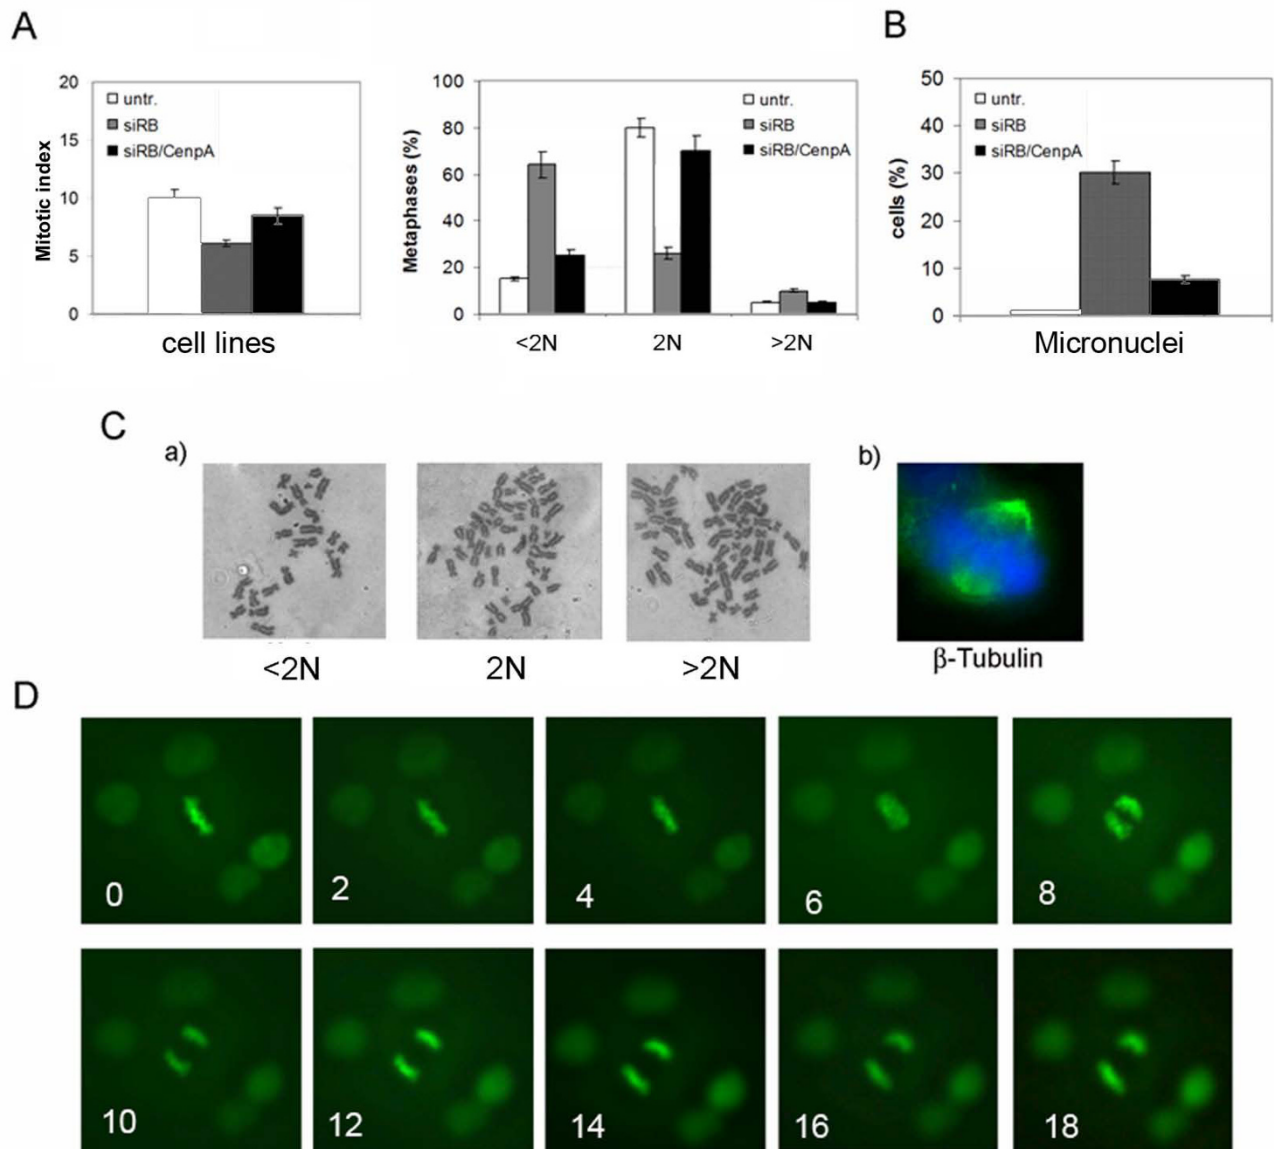 A
B
20
15
10
5
0
Mitotic index
untr.
siRB
siRB/CenpA
cell lines
100
80
60
40
20
0
Metaphases (%)
untr.
siRB
siRB/CenpA
<2N
2N
>2N
50
40
30
20
10
0
cells (%)
untr.
siRB
siRB/CenpA
Micronuclei
C
a)
b)
<2N
2N
>2N
β-Tubulin
D
0
2
4
6
8
10
12
14
16
18